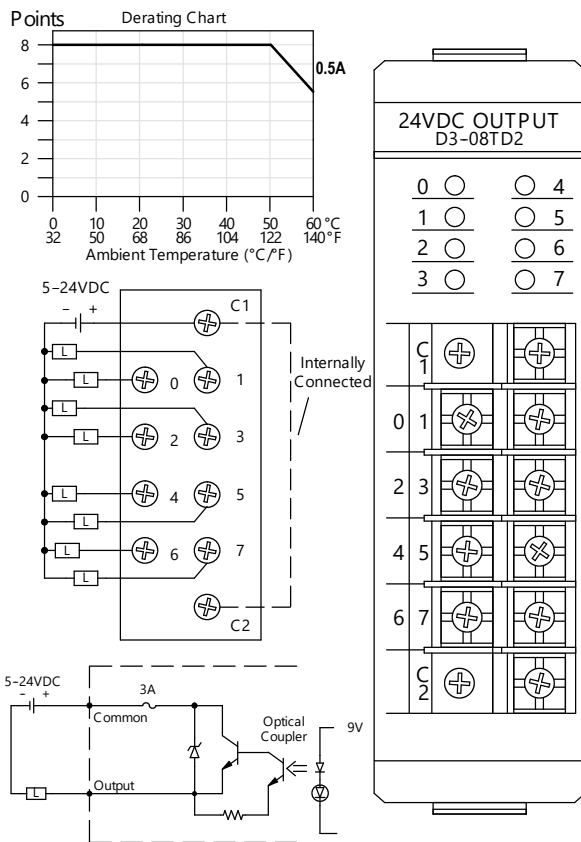 Points
Derating Chart
8
6
4
2
0
0.5A
0 10 20 30 40 50 60 °C
32 50 68 86 104 122 140 °F
Ambient Temperature (°C/°F)
5-24VDC
- +
C1
L
L 0 1
L
L 2 3
L 4 5
L
L 6 7
L
C2
Internally
Connected
5-24VDC
- +
3A
Common
Optical
Coupler
9V
L
Output
24VDC OUTPUT
D3-08TD2
0 4
1 5
2 6
3 7
C
1
0 1
2 3
4 5
6 7
C
2